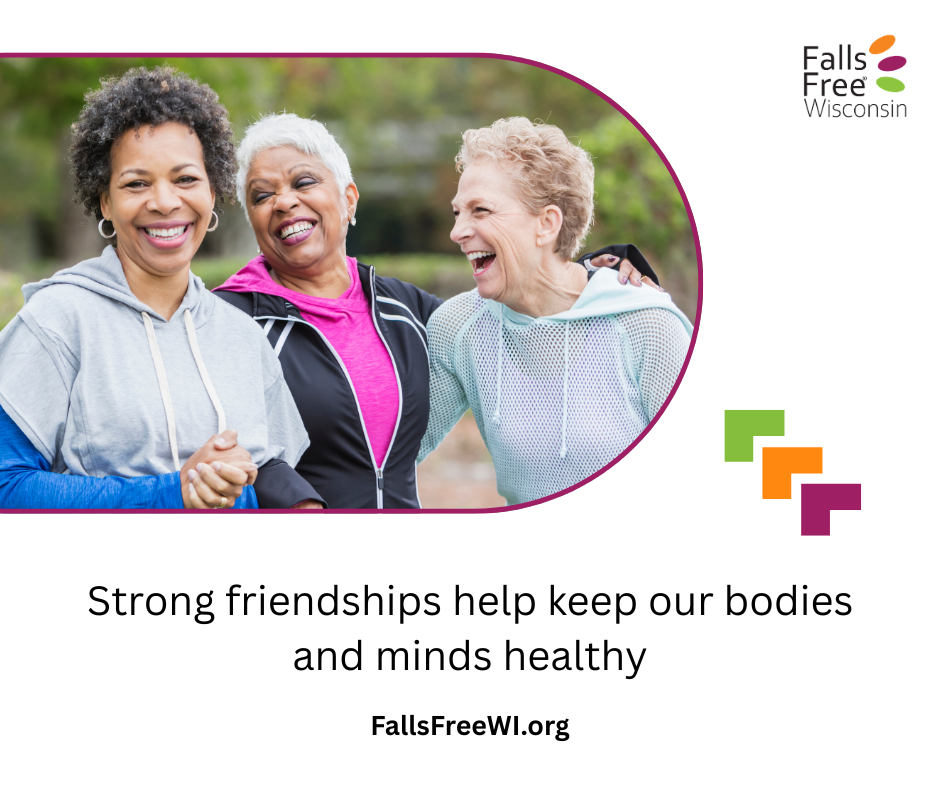 Falls
Free®
Wisconsin
Strong friendships help keep our bodies
and minds healthy
FallsFreeWI.org